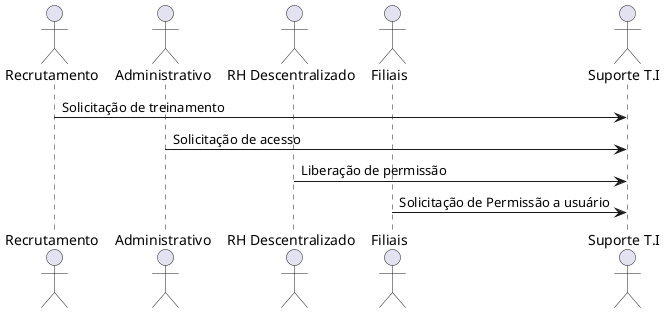 Recrutamento
Administrativo
RH Descentralizado
Filiais
Suporte T.I
Solicitação de treinamento
Solicitação de acesso
Liberação de permissão
Solicitação de Permissão a usuário
Recrutamento
Administrativo
RH Descentralizado
Filiais
Suporte T.I